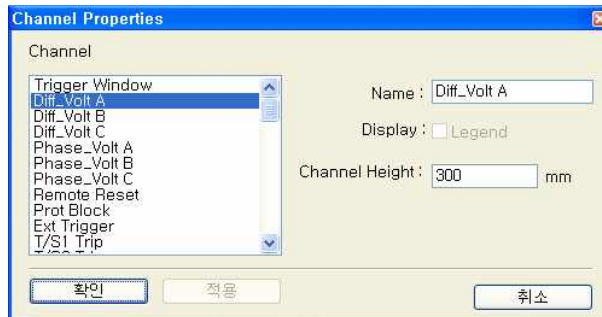 Channel Properties
Channel
Trigger Window
Diff_Volt A
Diff_Volt B
Diff_Volt C
Phase_Volt A
Phase_Volt B
Phase_Volt C
Remote Reset
Prot Block
Ext Trigger
T/S1 Trip
Name : Diff_Volt A
Display : Legend
Channel Height : 300 mm
확인
적용
취소